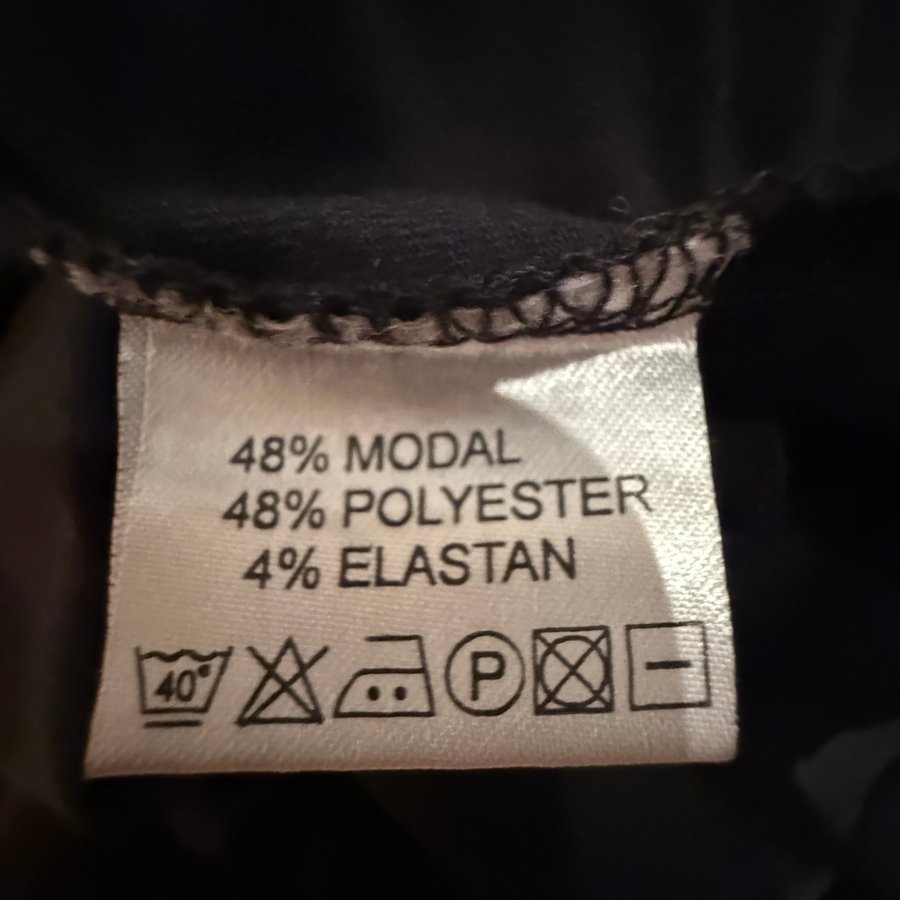 48% MODAL
48% POLYESTER
4% ELASTAN
40° P